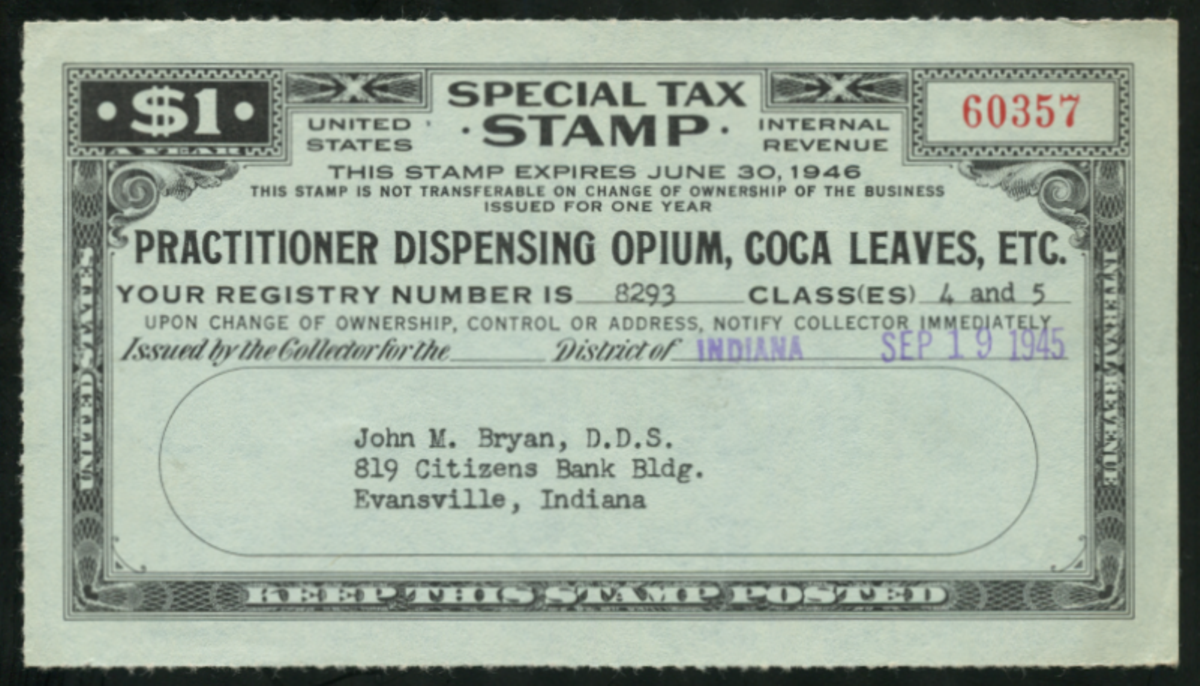 $1
A YEAR
UNITED STATES
SPECIAL TAX
STAMP
INTERNAL REVENUE
60357
THIS STAMP EXPIRES JUNE 30, 1946
THIS STAMP IS NOT TRANSFERABLE ON CHANGE OF OWNERSHIP OF THE BUSINESS
ISSUED FOR ONE YEAR
PRACTITIONER DISPENSING OPIUM, COCA LEAVES, ETC.
YOUR REGISTRY NUMBER IS 8293 CLASS(ES) 4 and 5
UPON CHANGE OF OWNERSHIP, CONTROL OR ADDRESS, NOTIFY COLLECTOR IMMEDIATELY
Issued by the Collector for the District of INDIANA SEP 19 1945
John M. Bryan, D.D.S.
819 Citizens Bank Bldg.
Evansville, Indiana
UNITED STATES
INTERNAL REVENUE
KEEP THIS STAMP POSTED